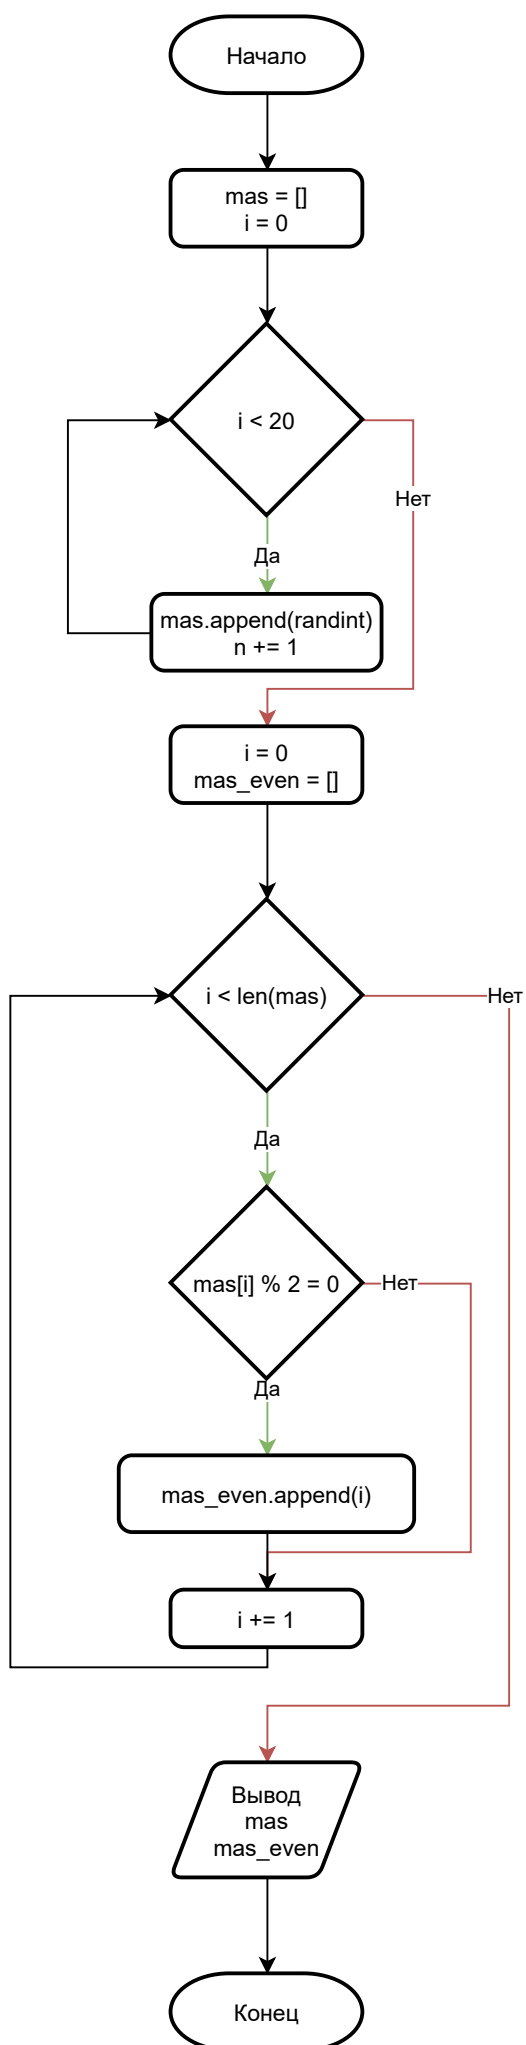 Начало
mas = []
i = 0
i < 20
Нет
Да
mas.append(randint)
n += 1
i = 0
mas_even = []
i < len(mas)
Нет
Да
mas[i] % 2 = 0
Нет
Да
mas_even.append(i)
i += 1
Вывод
mas
mas_even
Конец